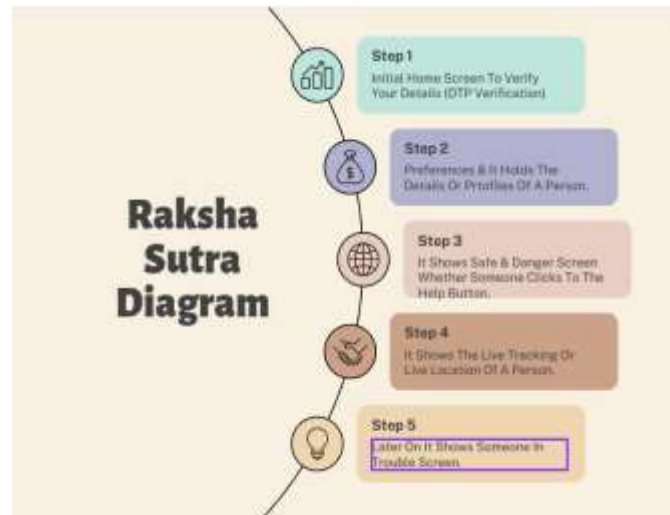 Raksha
Sutra
Diagram
Step 1
Initial Home Screen To Verify
Your Details (OTP Verification)
Step 2
Preferences & It Holds The
Details Or Prtofiles Of A Person.
Step 3
It Shows Safe & Danger Screen
Whether Someone Clicks To The
Help Button.
Step 4
It Shows The Live Tracking Or
Live Location Of A Person.
Step 5
Later On It Shows Someone In
Trouble Screen